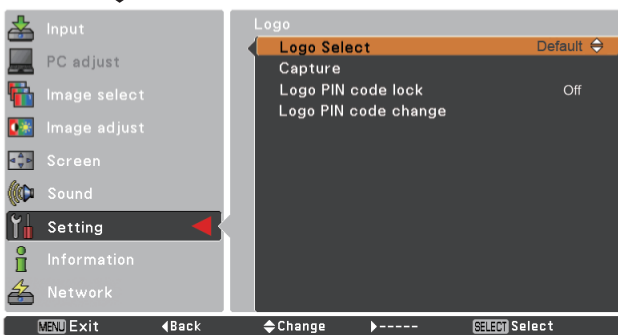 Input
PC adjust
Image select
Image adjust
Screen
Sound
Setting
Information
Network
Logo
Logo Select Default
Capture
Logo PIN code lock Off
Logo PIN code change
MENU Exit Back Change ----- SELECT Select